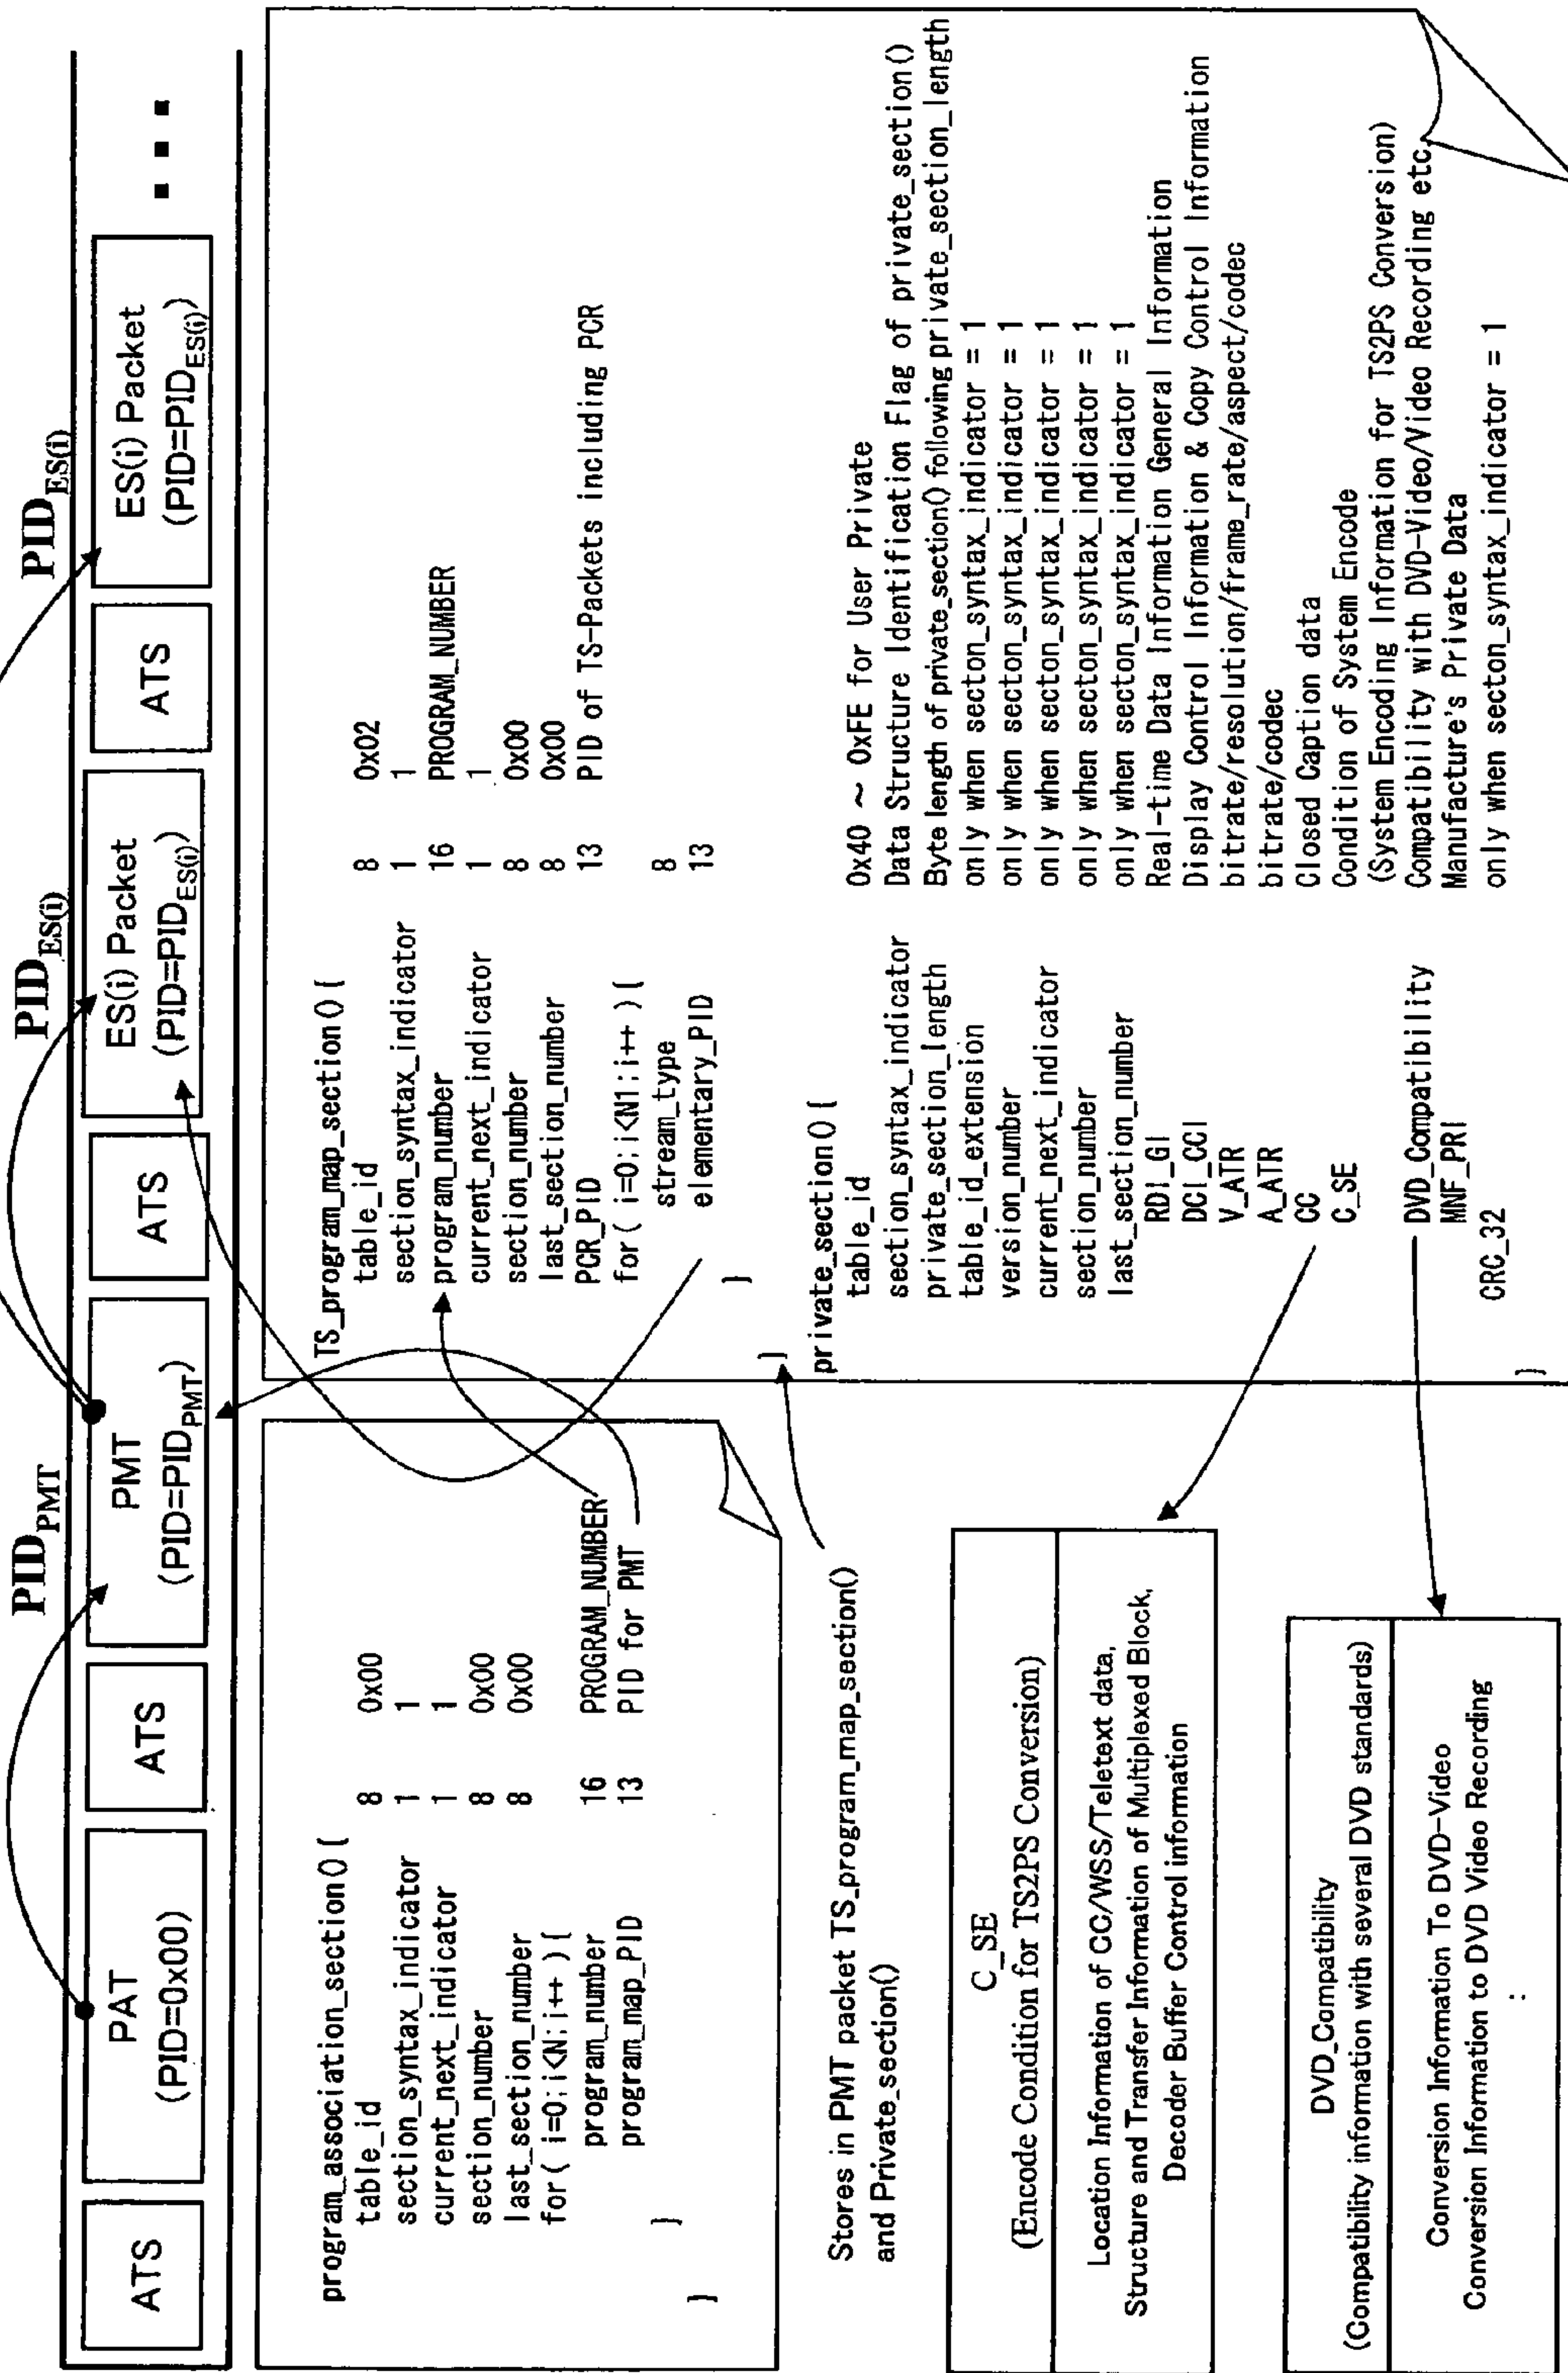 PID_PMT
PID_ES(i)
PID_ES(i)
ATS
PAT
(PID=0x00)
ATS
PMT
(PID=PID_PMT)
ATS
ES(i) Packet
(PID=PID_ES(i))
ATS
ES(i) Packet
(PID=PID_ES(i))
▪ ▪ ▪
program_association_section() {
table_id 8 0x00
section_syntax_indicator 1 1
current_next_indicator 1 1
section_number 8 0x00
last_section_number 8 0x00
for( i=0;i<N;i++ ) {
program_number 16 PROGRAM_NUMBER
program_map_PID 13 PID for PMT
}
}
Stores in PMT packet TS_program_map_section()
and Private_section()
C_SE
(Encode Condition for TS2PS Conversion)
Location Information of CC/WSS/Teletext data,
Structure and Transfer Information of Multiplexed Block,
Decoder Buffer Control information
DVD_Compatibility
(Compatibility information with several DVD standards)
Conversion Information To DVD-Video
Conversion Information to DVD Video Recording
:
TS_program_map_section() {
table_id 8 0x02
section_syntax_indicator 1 1
program_number 16 PROGRAM_NUMBER
current_next_indicator 1 1
section_number 8 0x00
last_section_number 8 0x00
PCR_PID 13 PID of TS-Packets including PCR
for( i=0;i<N1;i++ ) {
stream_type 8
elementary_PID 13
}
}
private_section() {
table_id 0x40 ~ 0xFE for User Private
section_syntax_indicator Data Structure Identification Flag of private_section()
private_section_length Byte length of private_section() following private_section_length
table_id_extension only when secton_syntax_indicator = 1
version_number only when secton_syntax_indicator = 1
current_next_indicator only when secton_syntax_indicator = 1
section_number only when secton_syntax_indicator = 1
last_section_number only when secton_syntax_indicator = 1
RDI_GI Real-time Data Information General Information
DCI_CCI Display Control Information & Copy Control Information
V_ATR bitrate/resolution/frame_rate/aspect/codec
A_ATR bitrate/codec
CC Closed Caption data
C_SE Condition of System Encode
(System Encoding Information for TS2PS Conversion)
DVD_Compatibility Compatibility with DVD-Video/Video Recording etc.
MNF_PRI Manufacture's Private Data
CRC_32 only when secton_syntax_indicator = 1
}